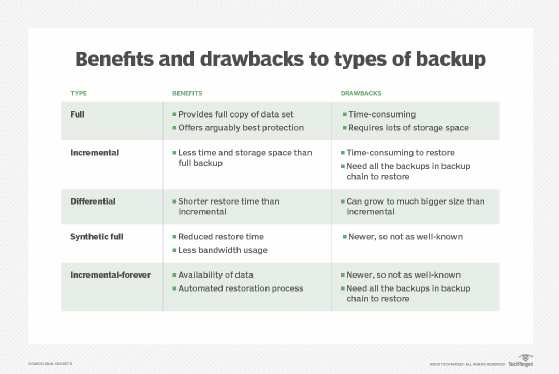 Benefits and drawbacks to types of backup
TYPE
BENEFITS
DRAWBACKS
Full
Provides full copy of data set
Offers arguably best protection
Time-consuming
Requires lots of storage space
Incremental
Less time and storage space than
full backup
Time-consuming to restore
Need all the backups in backup
chain to restore
Differential
Shorter restore time than
incremental
Can grow to much bigger size than
incremental
Synthetic full
Reduced restore time
Less bandwidth usage
Newer, so not as well-known
Incremental-forever
Availability of data
Automated restoration process
Newer, so not as well-known
Need all the backups in backup
chain to restore
TECHTARGET. ALL RIGHTS RESERVED
TechTarget